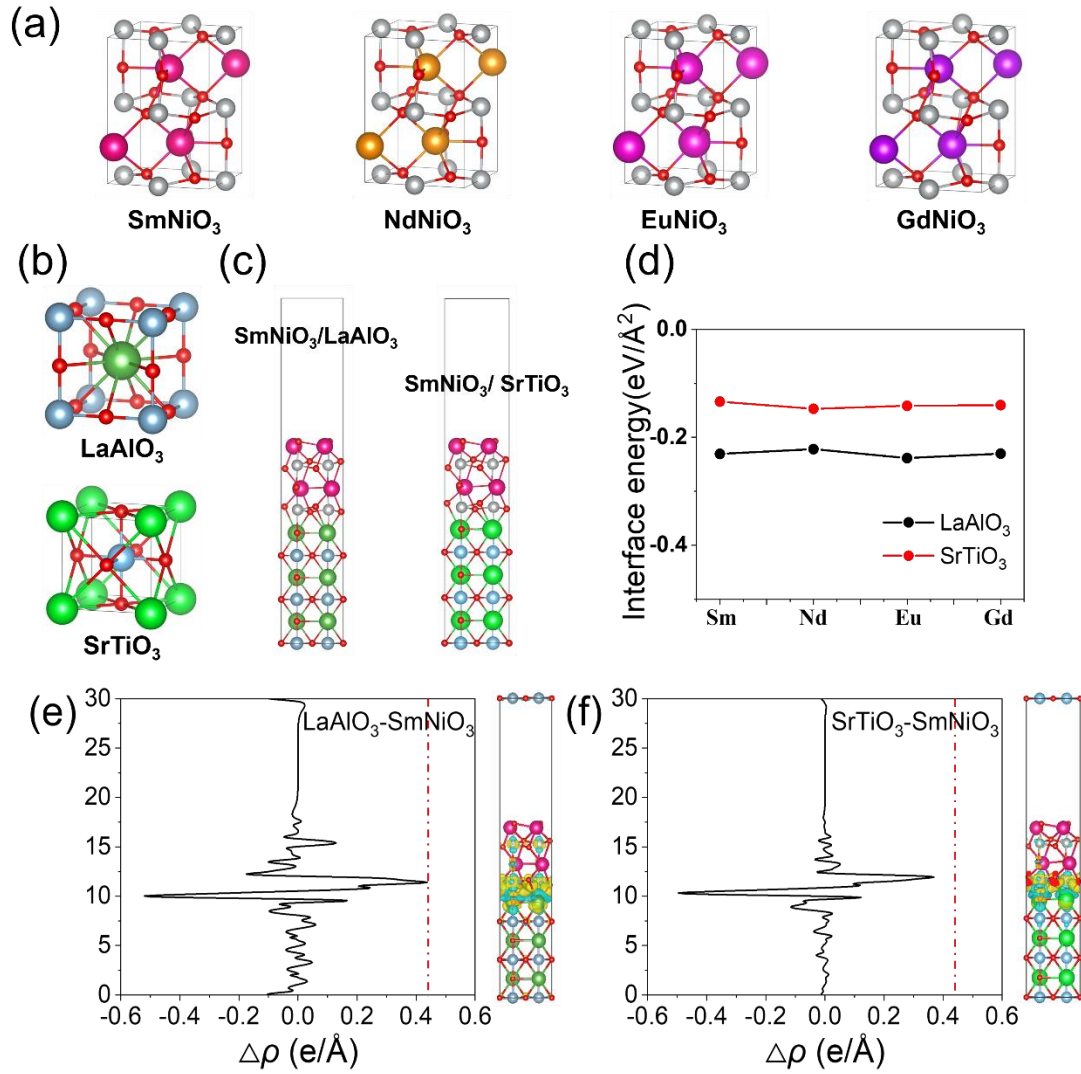 (a)
SmNiO₃
NdNiO₃
EuNiO₃
GdNiO₃
(b)
LaAlO₃
SrTiO₃
(c)
SmNiO₃/LaAlO₃
SmNiO₃/ SrTiO₃
(d)
Interface energy(eV/Å²)
0.0
-0.2
-0.4
LaAlO₃
SrTiO₃
Sm Nd Eu Gd
(e)
LaAlO₃-SmNiO₃
30
25
20
15
10
5
0
-0.6 -0.4 -0.2 0.0 0.2 0.4 0.6
△ρ (e/Å)
(f)
SrTiO₃-SmNiO₃
30
25
20
15
10
5
0
-0.6 -0.4 -0.2 0.0 0.2 0.4 0.6
△ρ (e/Å)